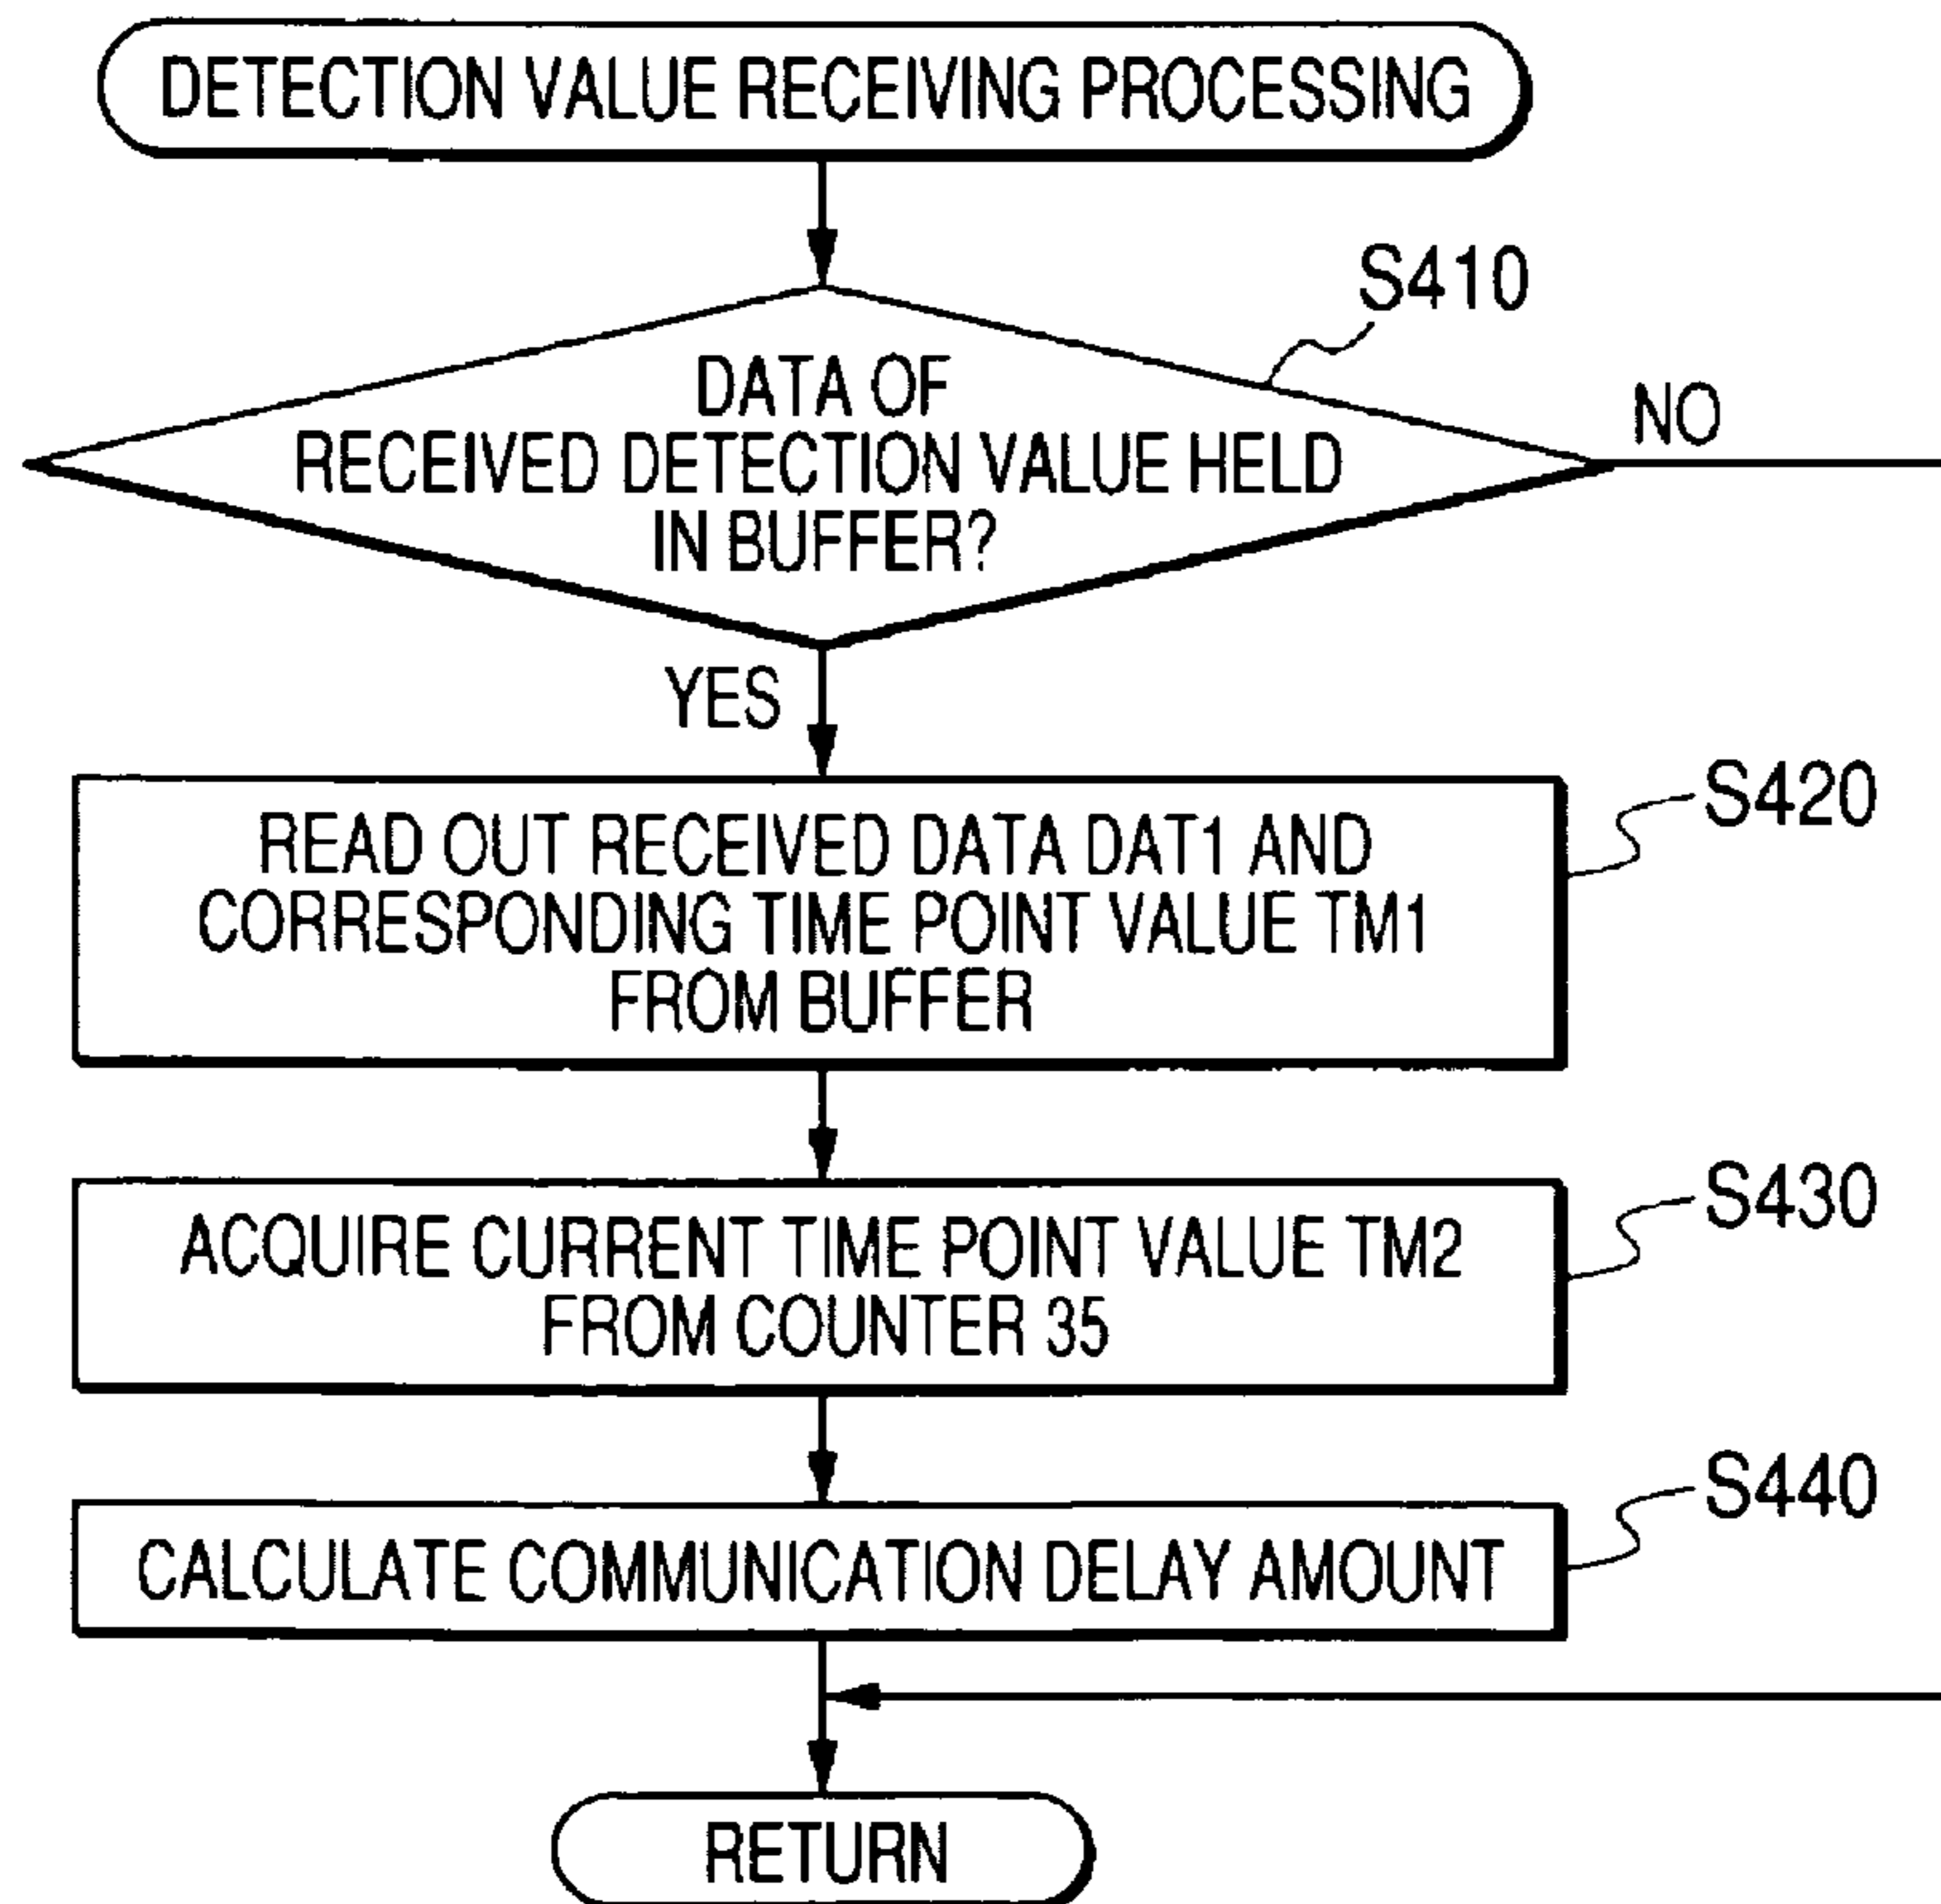 DETECTION VALUE RECEIVING PROCESSING
S410
DATA OF
RECEIVED DETECTION VALUE HELD
IN BUFFER?
NO
YES
S420
READ OUT RECEIVED DATA DAT1 AND
CORRESPONDING TIME POINT VALUE TM1
FROM BUFFER
S430
ACQUIRE CURRENT TIME POINT VALUE TM2
FROM COUNTER 35
S440
CALCULATE COMMUNICATION DELAY AMOUNT
RETURN